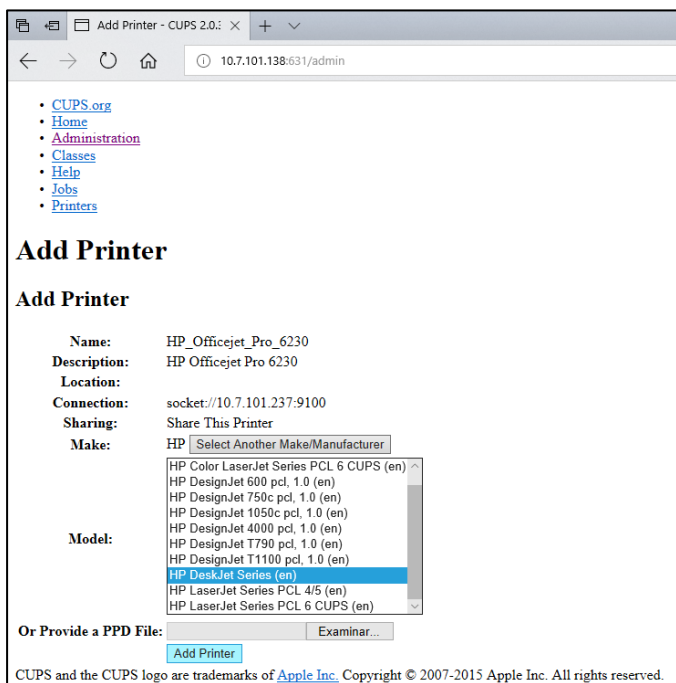 Add Printer - CUPS 2.0.:
10.7.101.138:631/admin
CUPS.org
Home
Administration
Classes
Help
Jobs
Printers
Add Printer
Add Printer
Name: HP_Officejet_Pro_6230
Description: HP Officejet Pro 6230
Location:
Connection: socket://10.7.101.237:9100
Sharing: Share This Printer
Make: HP Select Another Make/Manufacturer
HP Color LaserJet Series PCL 6 CUPS (en)
HP DesignJet 600 pcl, 1.0 (en)
HP DesignJet 750c pcl, 1.0 (en)
HP DesignJet 1050c pcl, 1.0 (en)
HP DesignJet 4000 pcl, 1.0 (en)
Model:
HP DesignJet T790 pcl, 1.0 (en)
HP DesignJet T1100 pcl, 1.0 (en)
HP DeskJet Series (en)
HP LaserJet Series PCL 4/5 (en)
HP LaserJet Series PCL 6 CUPS (en)
Or Provide a PPD File: Examinar...
Add Printer
CUPS and the CUPS logo are trademarks of Apple Inc. Copyright © 2007-2015 Apple Inc. All rights reserved.